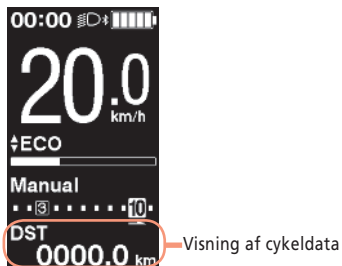 00:00
20.0
km/h
ECO
Manual
3 10
DST
0000.0 km
Visning af cykeldata